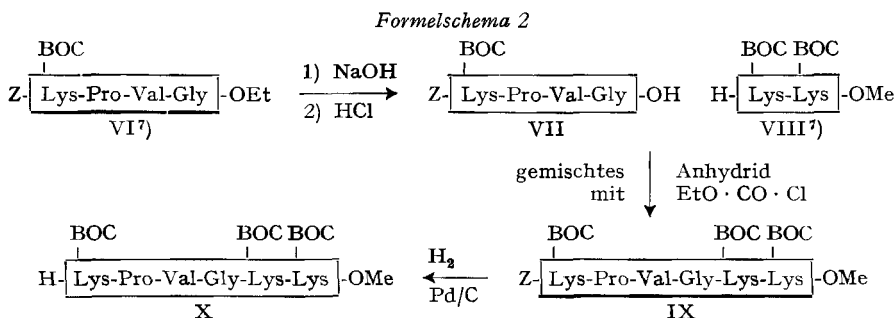 Formelschema 2
BOC BOC BOC
Z- Lys-Pro-Val-Gly -OEt 1) NaOH Z- Lys-Pro-Val-Gly -OH H- Lys-Lys -OMe
VI⁷) 2) HCl VII VIII⁷)
gemischtes Anhydrid
mit EtO · CO · Cl
BOC BOC BOC BOC BOC BOC
H- Lys-Pro-Val-Gly-Lys-Lys -OMe H₂ Z- Lys-Pro-Val-Gly-Lys-Lys -OMe
X Pd/C IX